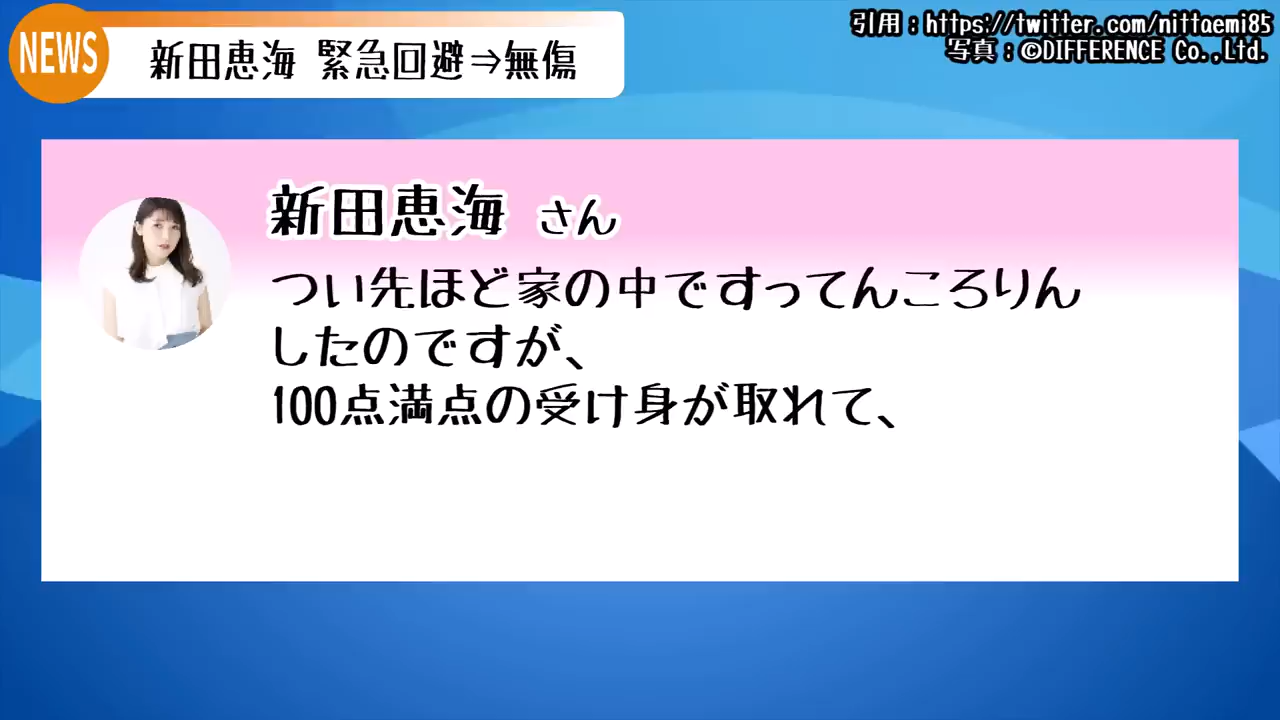 NEWS
新田恵海 緊急回避⇒無傷
引用：https://twitter.com/nittaemi85
写真：©DIFFERENCE Co.,Ltd.
新田恵海 さん
つい先ほど家の中ですってんころりん
したのですが、
100点満点の受け身が取れて、